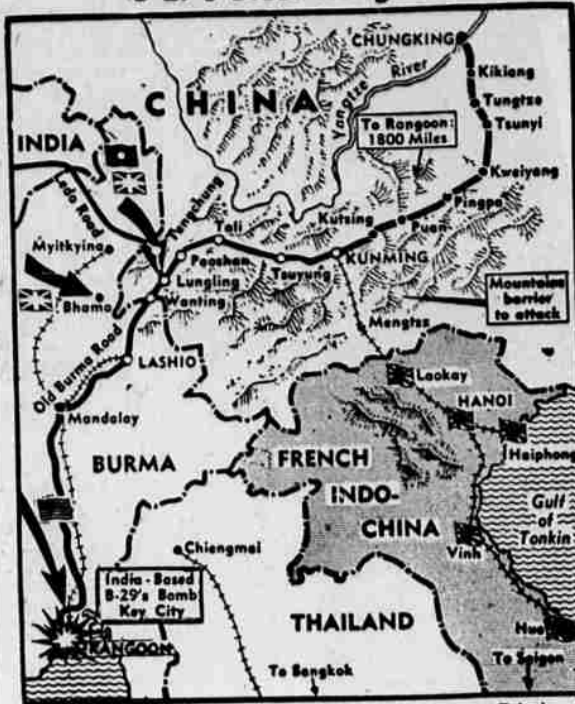 CHUNGKING
Kikiang
Tungtze
Tsunyi
Kweiyang
Pingpa
Puan
Kutsing
KUNMING
Tsuyung
Tali
Paoshan
Lungling
Wanting
Tengchung
Yangtze
River
To Rangoon:
1800 Miles
CHINA
INDIA
Ledo Road
Myitkyina
Bhamo
Old Burma Road
LASHIO
Mandalay
Mountains
barrier
to attack
Mengtsz
Laokay
HANOI
Haiphong
Gulf
of
Tonkin
BURMA
FRENCH
INDO-
CHINA
Vinh
Hue
To Saigon
Chiengmai
India-Based
B-29's Bomb
Key City
THAILAND
RANGOON
To Bangkok